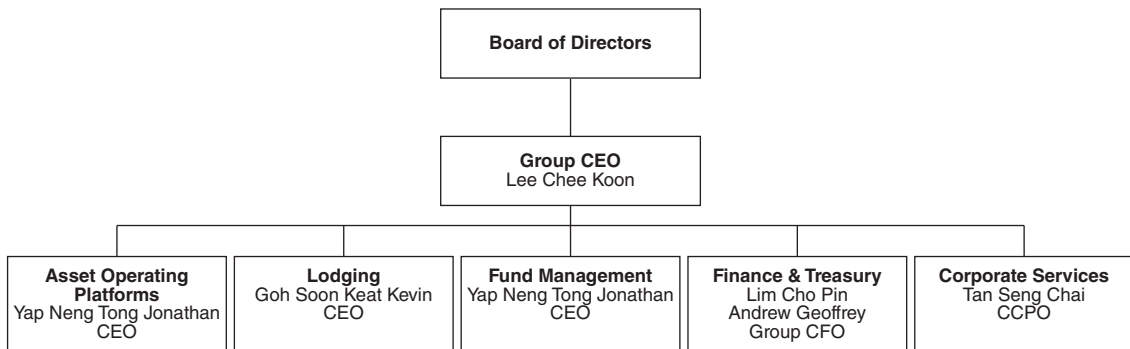 Board of Directors
Group CEO
Lee Chee Koon
Asset Operating
Platforms
Yap Neng Tong Jonathan
CEO
Lodging
Goh Soon Keat Kevin
CEO
Fund Management
Yap Neng Tong Jonathan
CEO
Finance & Treasury
Lim Cho Pin
Andrew Geoffrey
Group CFO
Corporate Services
Tan Seng Chai
CCPO